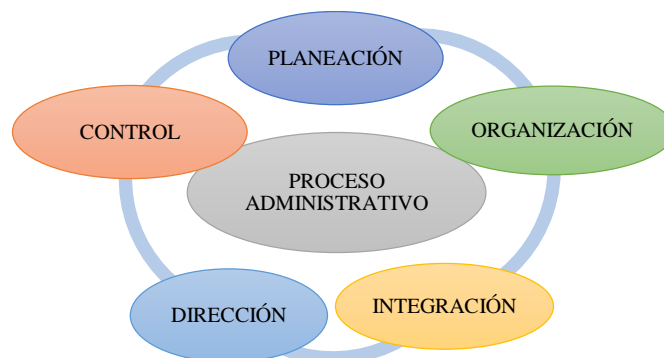 PLANEACIÓN
CONTROL
ORGANIZACIÓN
PROCESO
ADMINISTRATIVO
DIRECCIÓN
INTEGRACIÓN